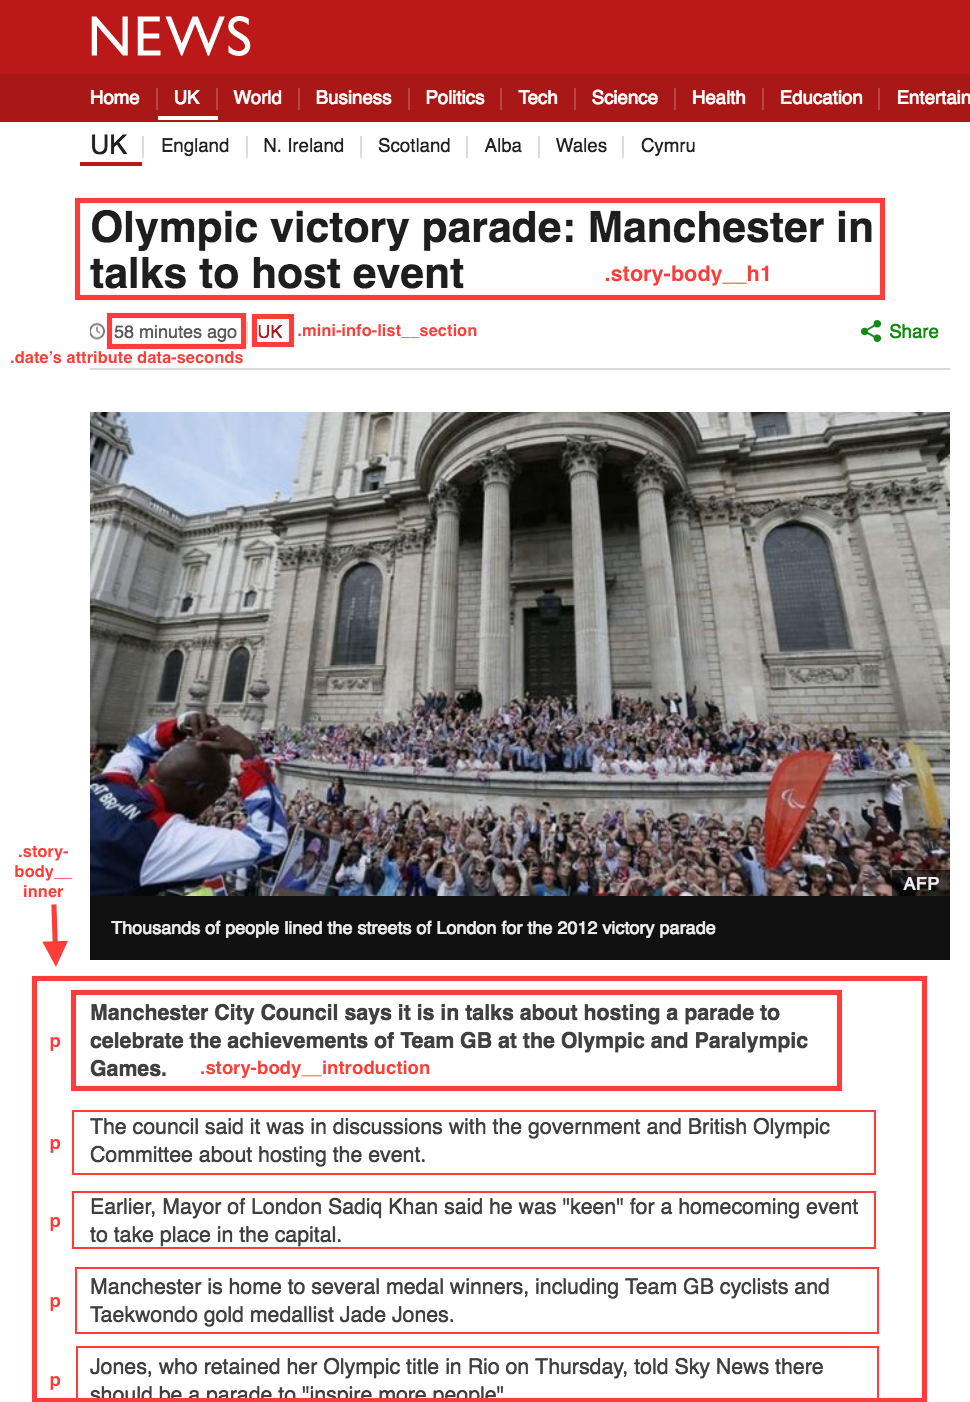 NEWS
Home UK World Business Politics Tech Science Health Education Entertain
UK England N. Ireland Scotland Alba Wales Cymru
Olympic victory parade: Manchester in
talks to host event .story-body__h1
58 minutes ago UK .mini-info-list__section Share
.date's attribute data-seconds
AFP
Thousands of people lined the streets of London for the 2012 victory parade
.story-
body__
inner
p Manchester City Council says it is in talks about hosting a parade to
celebrate the achievements of Team GB at the Olympic and Paralympic
Games. .story-body__introduction
p The council said it was in discussions with the government and British Olympic
Committee about hosting the event.
p Earlier, Mayor of London Sadiq Khan said he was "keen" for a homecoming event
to take place in the capital.
p Manchester is home to several medal winners, including Team GB cyclists and
Taekwondo gold medallist Jade Jones.
p Jones, who retained her Olympic title in Rio on Thursday, told Sky News there
should be a parade to "inspire more people"